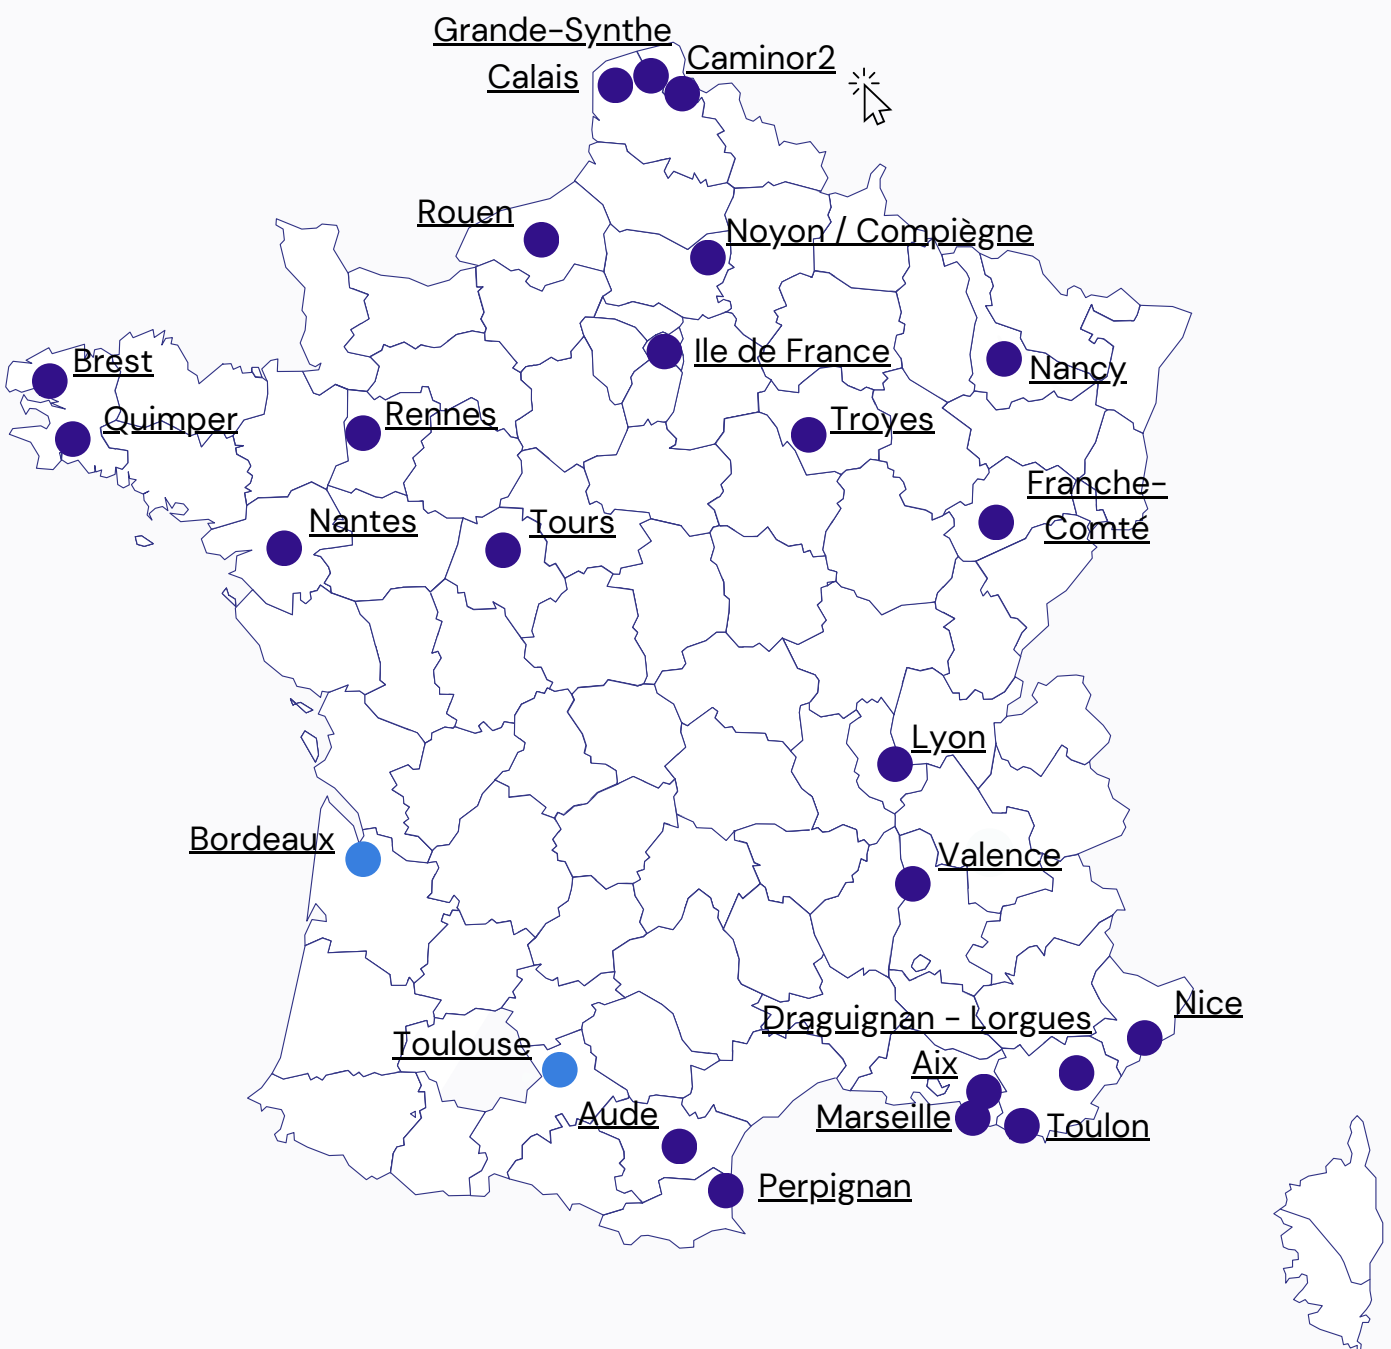 Grande-Synthe
Caminor2
Calais
Rouen
Noyon / Compiègne
Ile de France
Brest
Nancy
Quimper
Rennes
Troyes
Franche-
Comté
Nantes
Tours
Lyon
Bordeaux
Valence
Nice
Draguignan - Lorgues
Toulouse
Aix
Aude
Marseille
Toulon
Perpignan